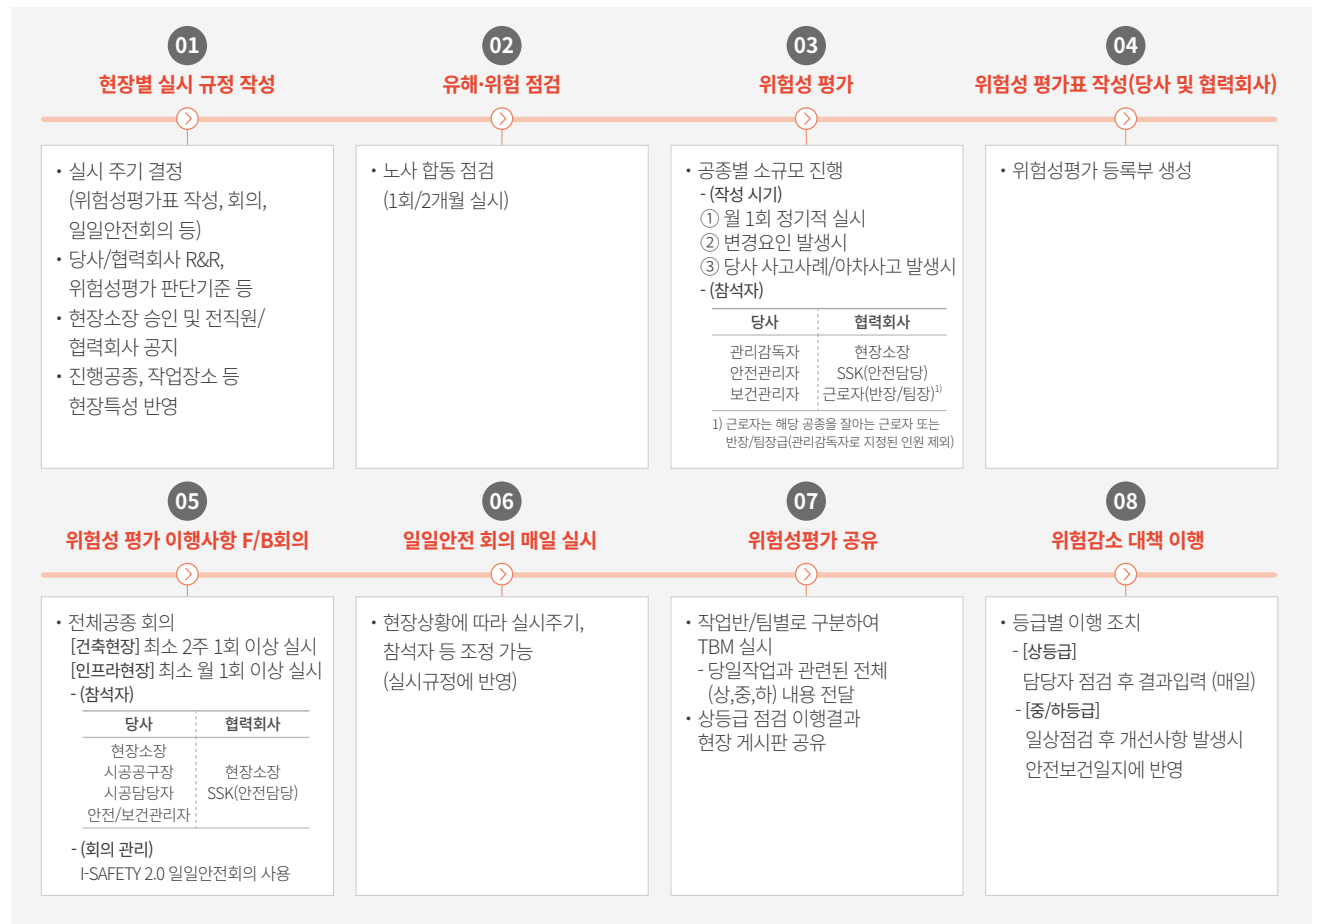 01
현장별 실시 규정 작성
• 실시 주기 결정
(위험성평가표 작성, 회의,
일일안전회의 등)
• 당사/협력회사 R&R,
위험성평가 판단기준 등
• 현장소장 승인 및 전직원/
협력회사 공지
• 진행공종, 작업장소 등
현장특성 반영
02
유해·위험 점검
• 노사 합동 점검
(1회/2개월 실시)
03
위험성 평가
• 공종별 소규모 진행
- (작성 시기)
① 월 1회 정기적 실시
② 변경요인 발생시
③ 당사 사고사례/아차사고 발생시
- (참석자)
당사 협력회사
관리감독자 현장소장
안전관리자 SSK(안전담당)
보건관리자 근로자(반장/팀장)1)
1) 근로자는 해당 공종을 잘아는 근로자 또는
반장/팀장급(관리감독자로 지정된 인원 제외)
04
위험성 평가표 작성(당사 및 협력회사)
• 위험성평가 등록부 생성
05
위험성 평가 이행사항 F/B회의
• 전체공종 회의
[건축현장] 최소 2주 1회 이상 실시
[인프라현장] 최소 월 1회 이상 실시
- (참석자)
당사 협력회사
현장소장
시공공구장 현장소장
시공담당자 SSK(안전담당)
안전/보건관리자
- (회의 관리)
I-SAFETY 2.0 일일안전회의 사용
06
일일안전 회의 매일 실시
• 현장상황에 따라 실시주기,
참석자 등 조정 가능
(실시규정에 반영)
07
위험성평가 공유
• 작업반/팀별로 구분하여
TBM 실시
- 당일작업과 관련된 전체
(상,중,하) 내용 전달
• 상등급 점검 이행결과
현장 게시판 공유
08
위험감소 대책 이행
• 등급별 이행 조치
- [상등급]
담당자 점검 후 결과입력 (매일)
- [중/하등급]
일상점검 후 개선사항 발생시
안전보건일지에 반영